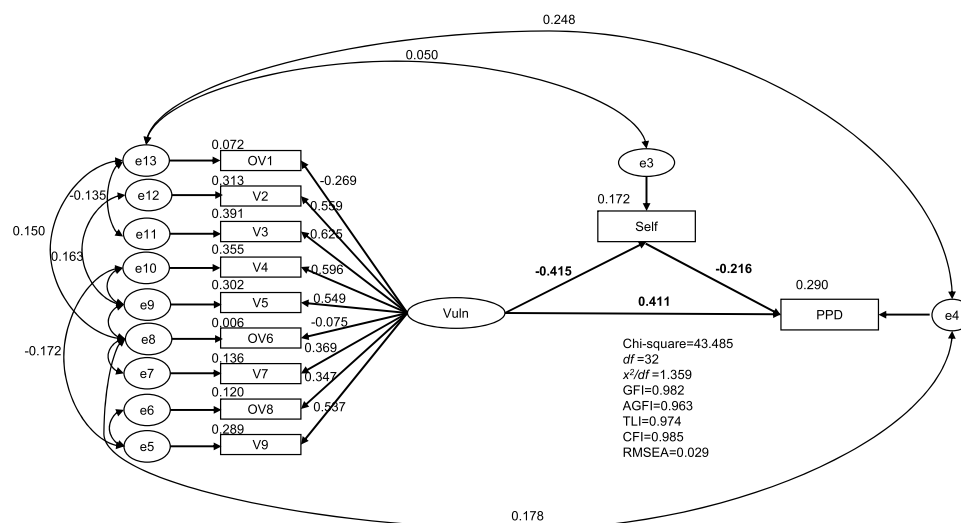 0.248
0.050
e13
0.072
OV1
-0.269
e3
-0.135
e12
0.313
V2
0.559
0.172
0.150
e11
0.391
V3
0.625
Self
0.163
e10
0.355
V4
0.596
-0.415
-0.216
e9
0.302
V5
0.549
Vuln
0.411
0.290
PPD
e4
-0.172
e8
0.006
OV6
-0.075
e7
0.136
V7
0.369
e6
0.120
OV8
0.347
e5
0.289
V9
0.537
Chi-square=43.485
df =32
x²/df =1.359
GFI=0.982
AGFI=0.963
TLI=0.974
CFI=0.985
RMSEA=0.029
0.178